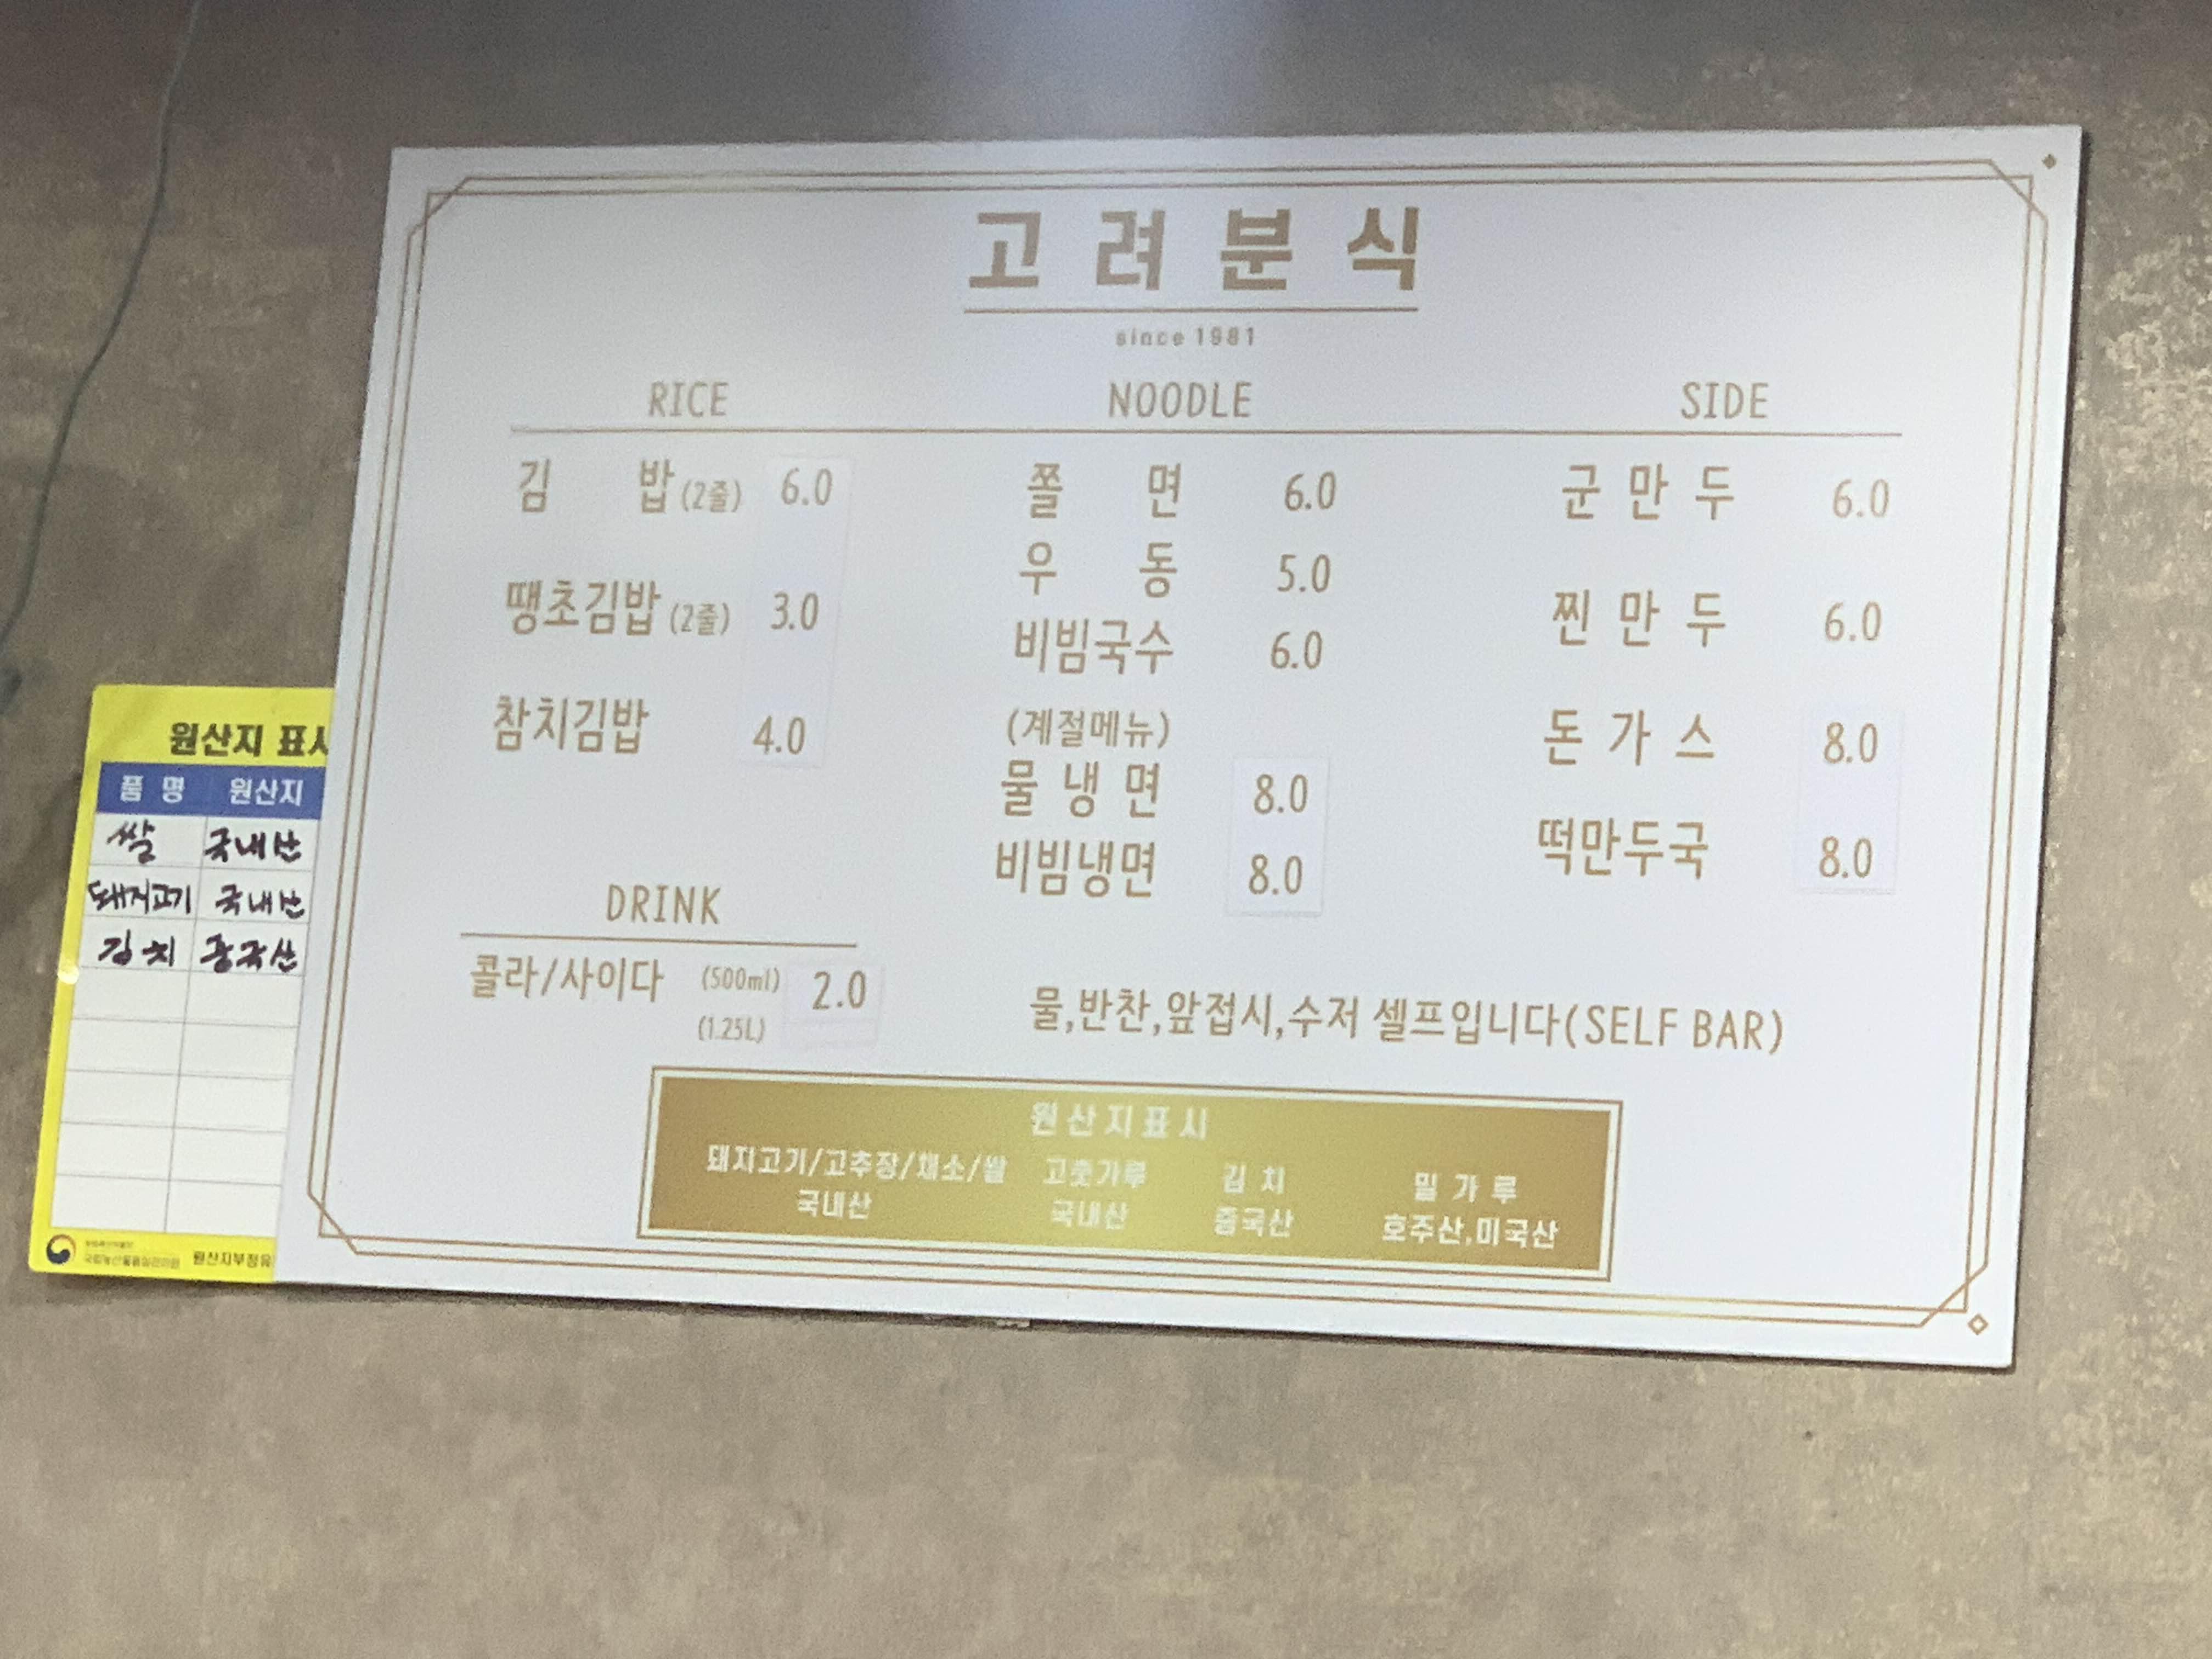 고려분식
since 1981
RICE
김 밥 (2줄) 6.0
땡초김밥 (2줄) 3.0
참치김밥 4.0
NOODLE
쫄 면 6.0
우 동 5.0
비빔국수 6.0
(계절메뉴)
물 냉 면 8.0
비빔냉면 8.0
SIDE
군 만 두 6.0
찐 만 두 6.0
돈 가 스 8.0
떡만두국 8.0
DRINK
콜라/사이다 (500ml) 2.0
(1.25L)
물,반찬,앞접시,수저 셀프입니다(SELF BAR)
원산지표시
돼지고기/고추장/채소/쌀 고춧가루 김 치 밀 가 루
국내산 국내산 중국산 호주산,미국산
원산지 표시
품 명 원산지
쌀 국내산
돼지고기 국내산
김치 중국산
원산지부정유